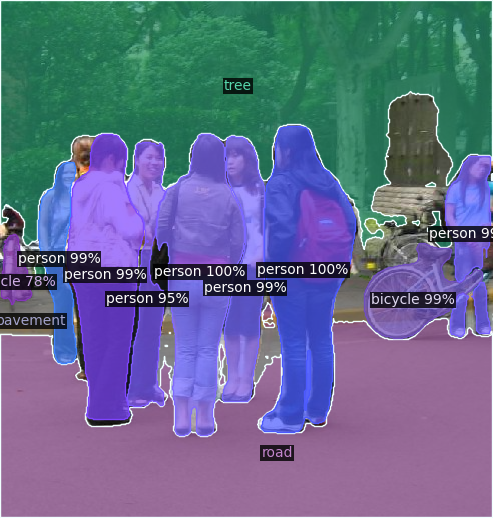 tree
person 99%
person 99%
person 100%
person 100%
person 99%
cle 78%
person 99%
person 95%
bicycle 99%
pavement
road